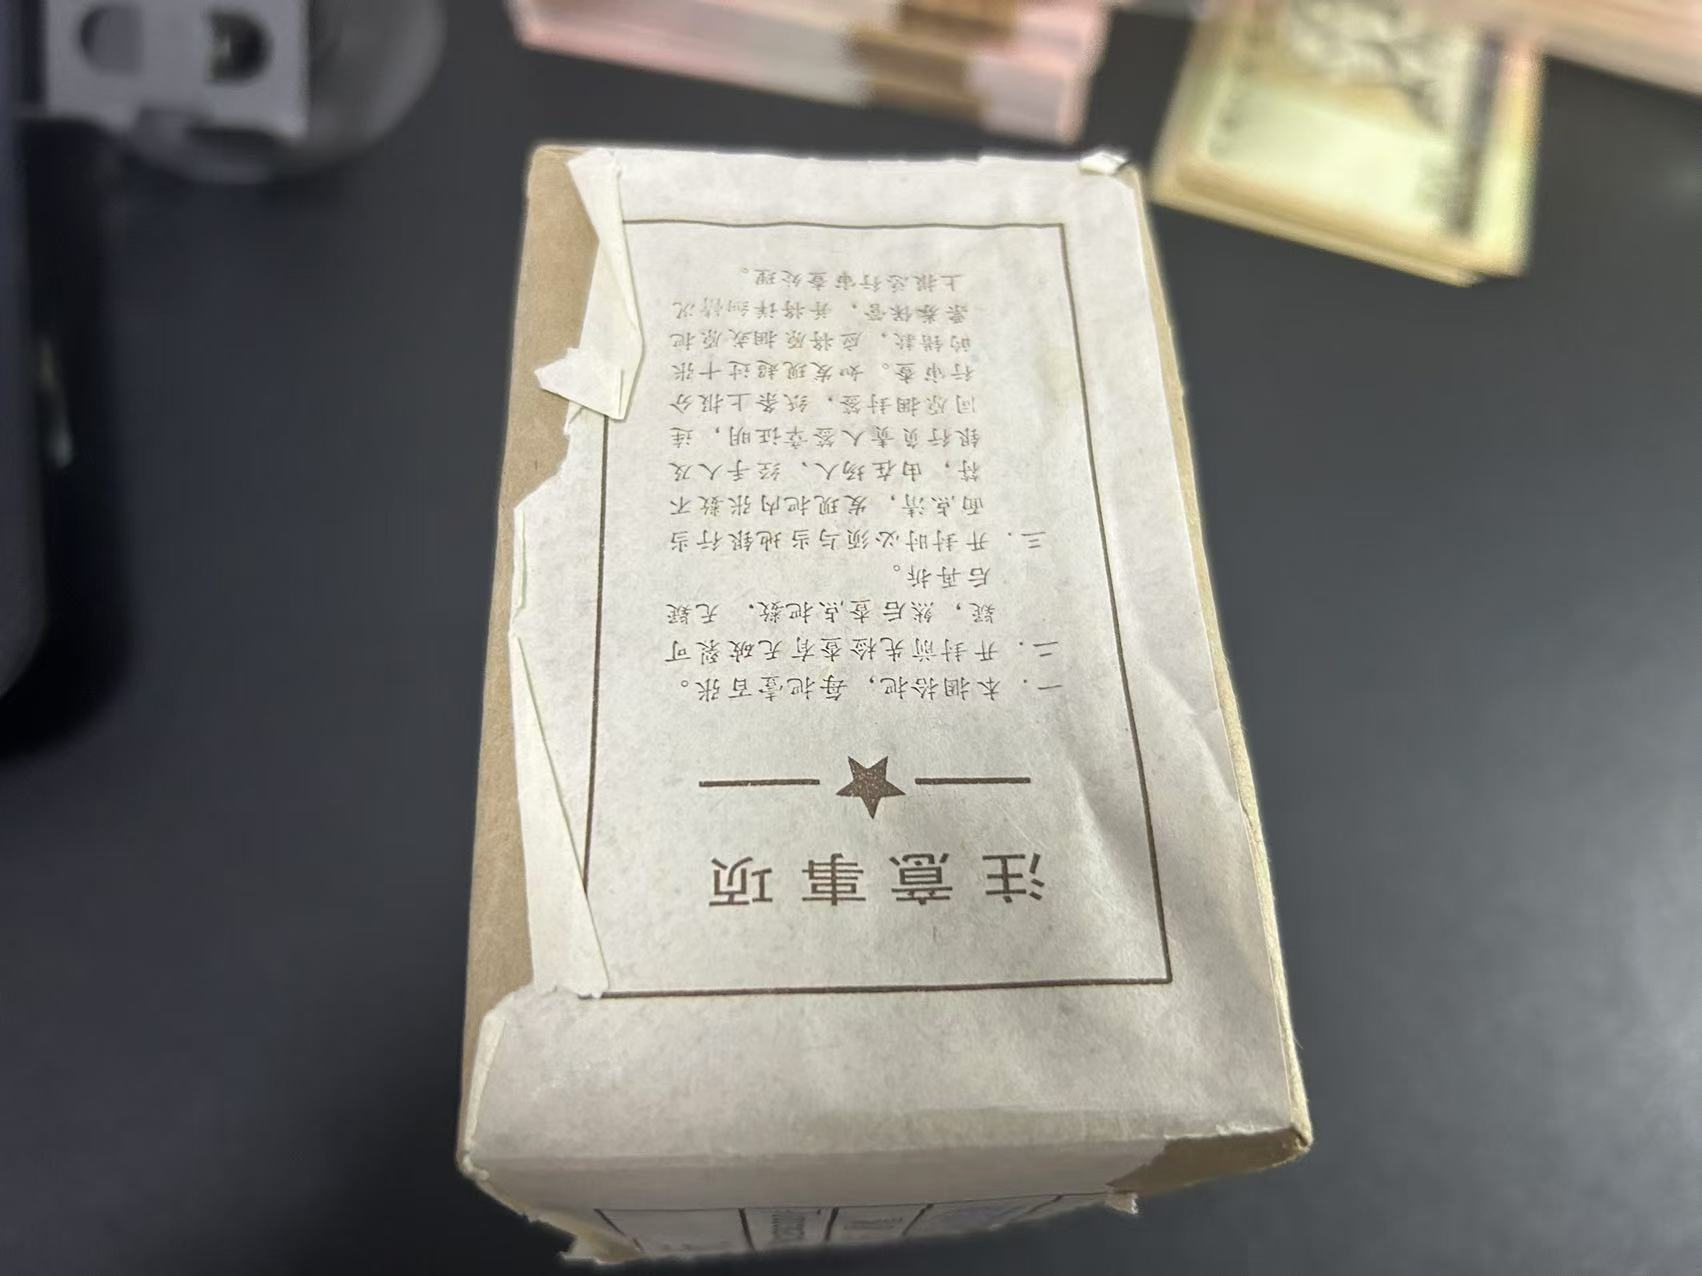 注意事项
一. 本捆拾把，每把壹百张。
二. 开封前先检查有无破裂可
疑，然后查点把数. 无疑
后再拆。
三. 开封时必须与当地银行当
面点清，发现把内张数不
符，由在场人、经手人及
银行负责人签章证明，连
同原捆封签，纸条上报分
行审查。如发现超过十张
的错款，应将原捆或原把
票券保管，并将详细情况
上报总行审查处理。